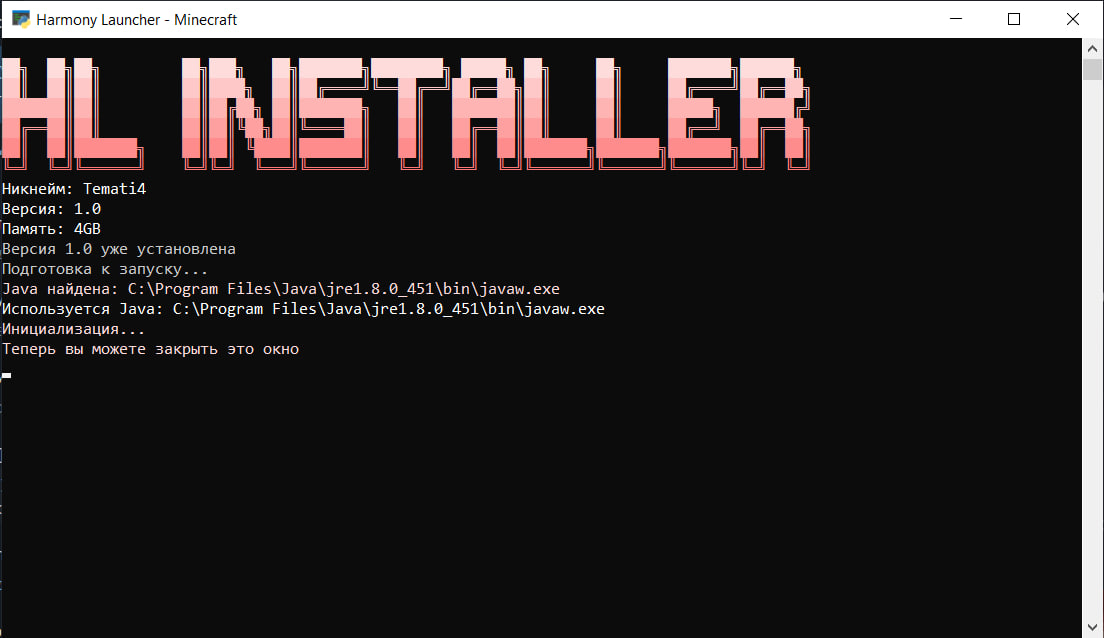 Harmony Launcher - Minecraft
HL INSTALLER
Никнейм: Temati4
Версия: 1.0
Память: 4GB
Версия 1.0 уже установлена
Подготовка к запуску...
Java найдена: C:\Program Files\Java\jre1.8.0_451\bin\javaw.exe
Используется Java: C:\Program Files\Java\jre1.8.0_451\bin\javaw.exe
Инициализация...
Теперь вы можете закрыть это окно